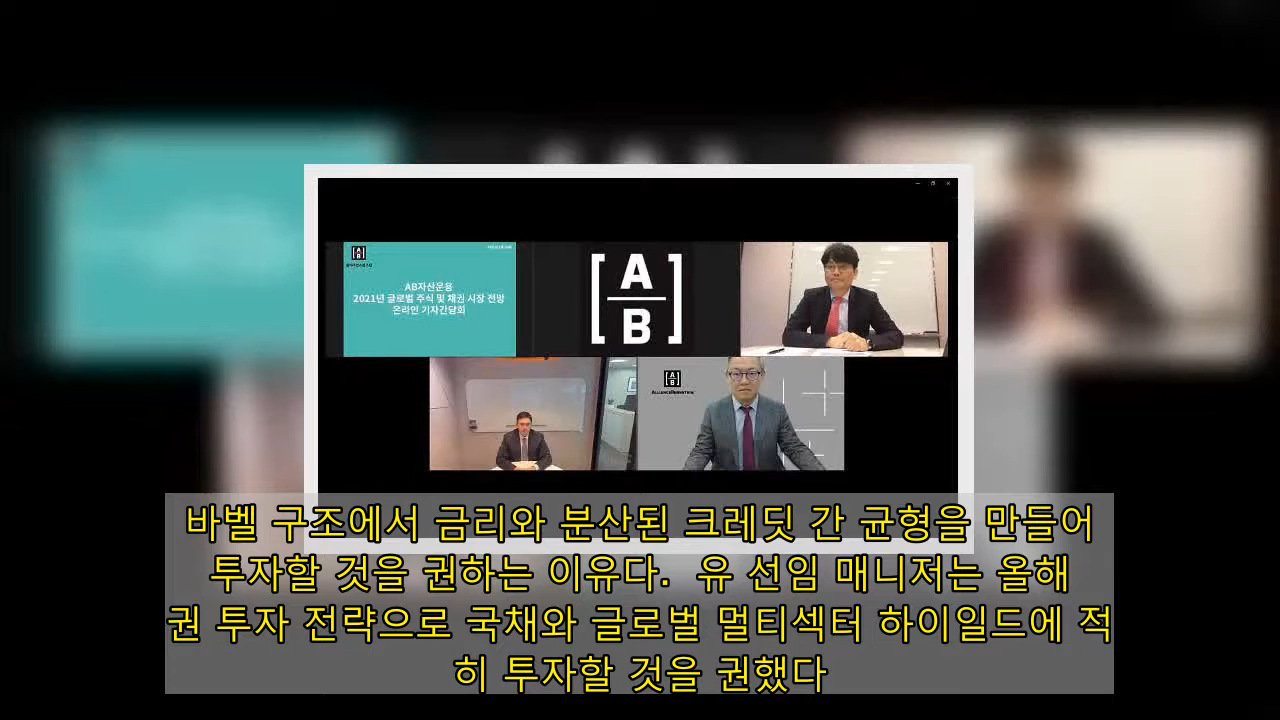 A
B
AB자산운용
2021년 글로벌 주식 및 채권 시장 전망
온라인 기자간담회
A
B
A
B
ALLIANCEBERNSTEIN
바벨 구조에서 금리와 분산된 크레딧 간 균형을 만들어
투자할 것을 권하는 이유다. 유 선임 매니저는 올해
권 투자 전략으로 국채와 글로벌 멀티섹터 하이일드에 적
히 투자할 것을 권했다